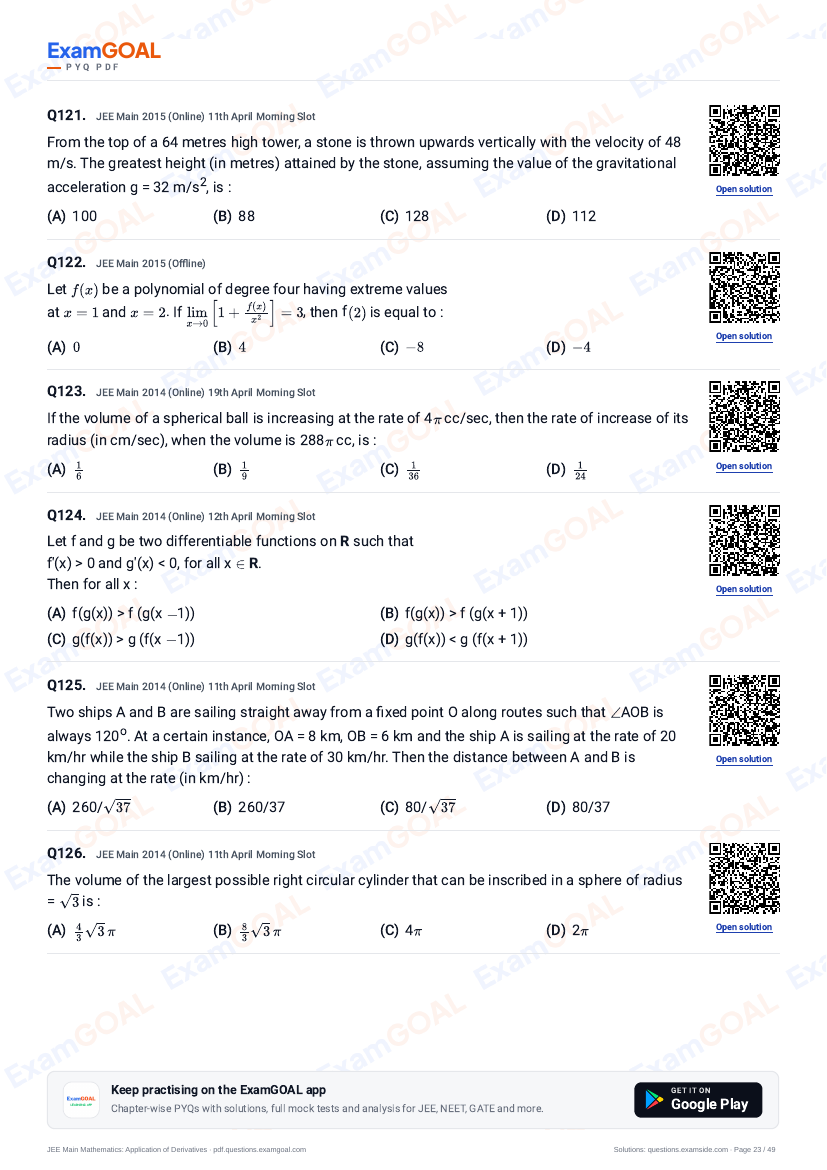 ExamGOAL
PYQ PDF
Q121. JEE Main 2015 (Online) 11th April Morning Slot
From the top of a 64 metres high tower, a stone is thrown upwards vertically with the velocity of 48
m/s. The greatest height (in metres) attained by the stone, assuming the value of the gravitational
acceleration g = 32 m/s², is :
(A) 100 (B) 88 (C) 128 (D) 112
Open solution
Q122. JEE Main 2015 (Offline)
Let f(x) be a polynomial of degree four having extreme values
at x = 1 and x = 2. If lim x→0 [1 + f(x)/x²] = 3, then f(2) is equal to :
(A) 0 (B) 4 (C) −8 (D) −4
Open solution
Q123. JEE Main 2014 (Online) 19th April Morning Slot
If the volume of a spherical ball is increasing at the rate of 4π cc/sec, then the rate of increase of its
radius (in cm/sec), when the volume is 288π cc, is :
(A) 1/6 (B) 1/9 (C) 1/36 (D) 1/24
Open solution
Q124. JEE Main 2014 (Online) 12th April Morning Slot
Let f and g be two differentiable functions on R such that
f'(x) > 0 and g'(x) < 0, for all x ∈ R.
Then for all x :
(A) f(g(x)) > f (g(x −1)) (B) f(g(x)) > f (g(x + 1))
(C) g(f(x)) > g (f(x −1)) (D) g(f(x)) < g (f(x + 1))
Open solution
Q125. JEE Main 2014 (Online) 11th April Morning Slot
Two ships A and B are sailing straight away from a fixed point O along routes such that ∠AOB is
always 120°. At a certain instance, OA = 8 km, OB = 6 km and the ship A is sailing at the rate of 20
km/hr while the ship B sailing at the rate of 30 km/hr. Then the distance between A and B is
changing at the rate (in km/hr) :
(A) 260/√37 (B) 260/37 (C) 80/√37 (D) 80/37
Open solution
Q126. JEE Main 2014 (Online) 11th April Morning Slot
The volume of the largest possible right circular cylinder that can be inscribed in a sphere of radius
= √3 is :
(A) 4/3 √3 π (B) 8/3 √3 π (C) 4π (D) 2π
Open solution
Keep practising on the ExamGOAL app
Chapter-wise PYQs with solutions, full mock tests and analysis for JEE, NEET, GATE and more.
ExamGOAL
GET IT ON
Google Play
JEE Main Mathematics: Application of Derivatives · pdf.questions.examgoal.com
Solutions: questions.examside.com · Page 23 / 49